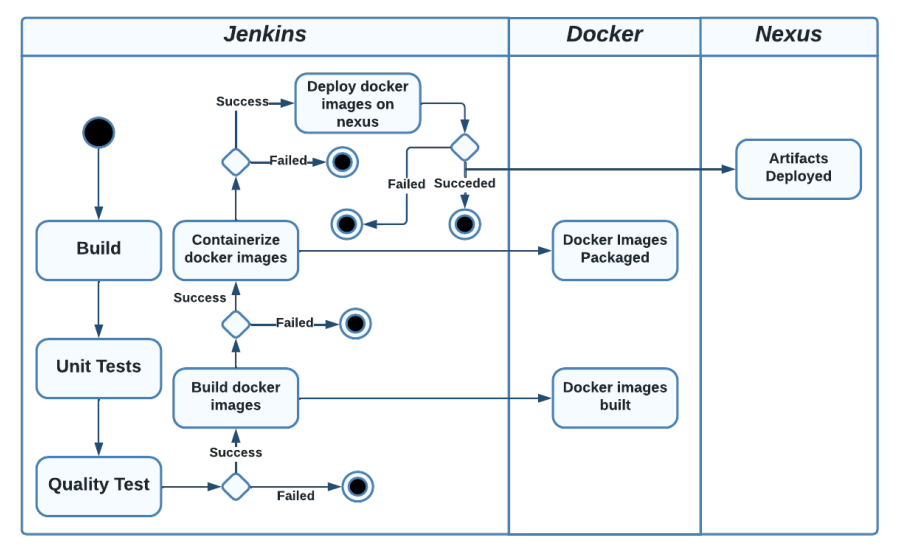 Jenkins
Docker
Nexus
Deploy docker
images on
nexus
Success
Failed
Failed
Succeded
Artifacts
Deployed
Build
Containerize
docker images
Docker Images
Packaged
Success
Failed
Unit Tests
Build docker
images
Docker images
built
Success
Quality Test
Failed